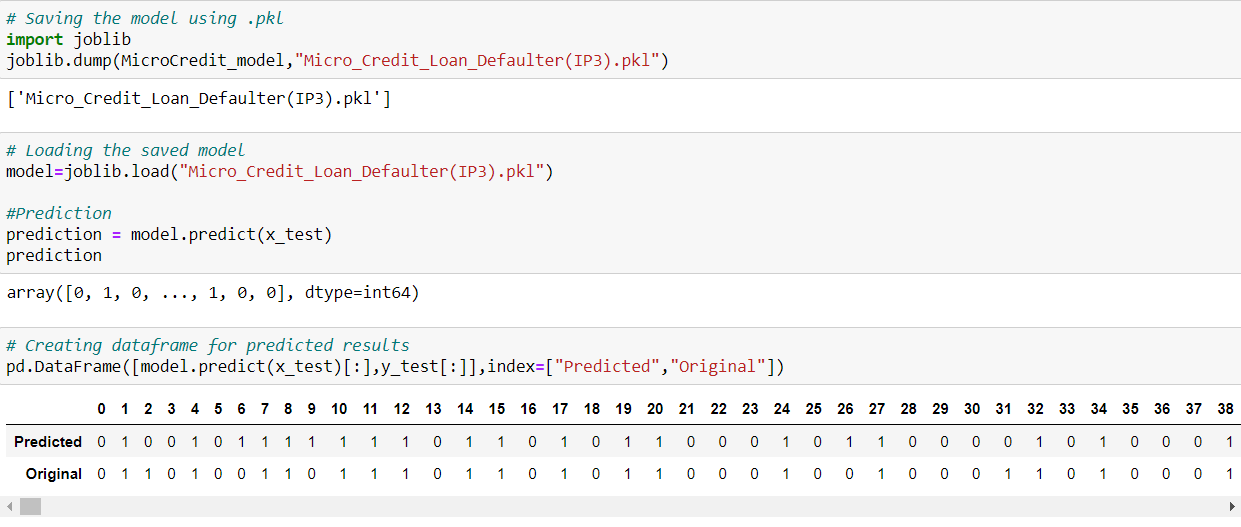 # Saving the model using .pkl
import joblib
joblib.dump(MicroCredit_model,"Micro_Credit_Loan_Defaulter(IP3).pkl")
['Micro_Credit_Loan_Defaulter(IP3).pkl']
# Loading the saved model
model=joblib.load("Micro_Credit_Loan_Defaulter(IP3).pkl")
#Prediction
prediction = model.predict(x_test)
prediction
array([0, 1, 0, ..., 1, 0, 0], dtype=int64)
# Creating dataframe for predicted results
pd.DataFrame([model.predict(x_test)[:],y_test[:]],index=["Predicted","Original"])
0 1 2 3 4 5 6 7 8 9 10 11 12 13 14 15 16 17 18 19 20 21 22 23 24 25 26 27 28 29 30 31 32 33 34 35 36 37 38
Predicted 0 1 0 0 1 0 1 1 1 1 1 1 1 0 1 1 0 1 0 1 1 0 0 0 1 0 1 1 0 0 0 0 1 0 1 0 0 0 1
Original 0 1 1 0 1 0 0 1 1 0 1 1 1 0 1 1 0 1 0 1 1 0 0 0 1 0 0 1 0 0 0 1 1 0 1 0 0 0 1